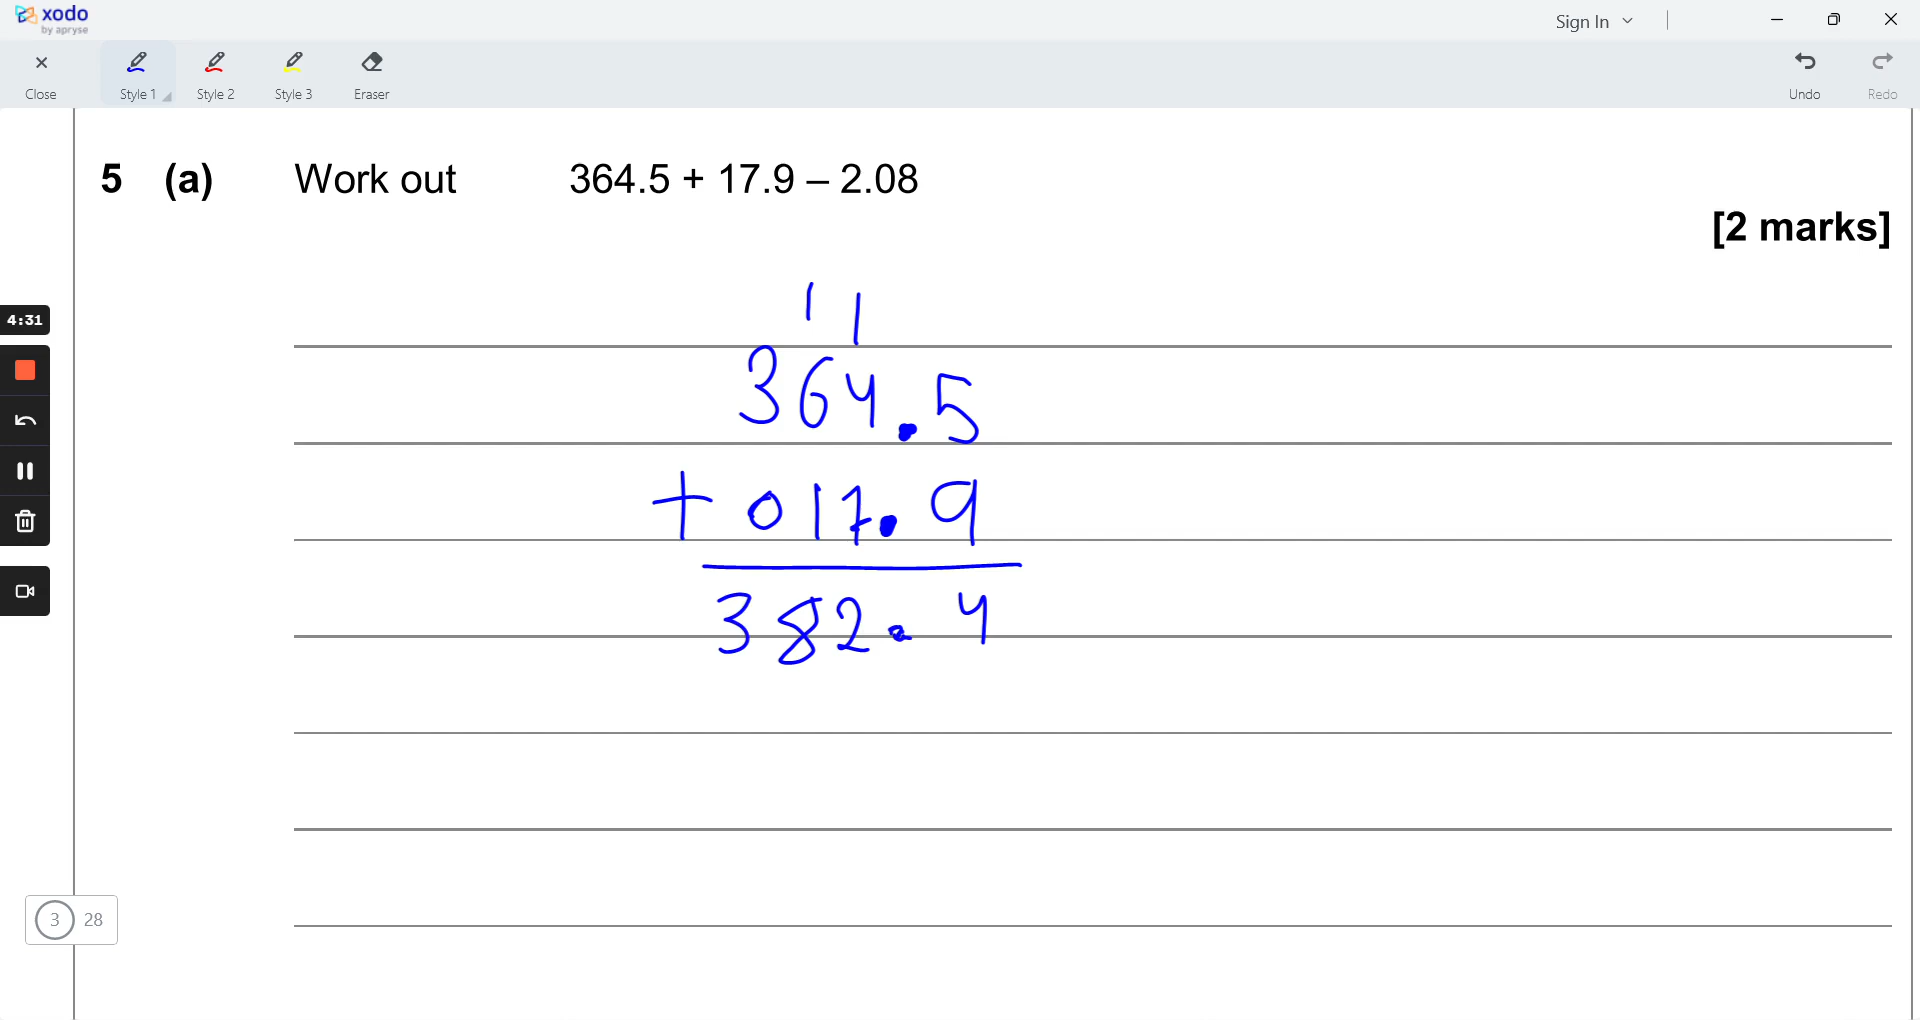 xodo
by apryse
Sign In
Close
Style 1
Style 2
Style 3
Eraser
Undo
Redo
5 (a) Work out 364.5 + 17.9 – 2.08
[2 marks]
4:31
1 1
364.5
+ 017.9
382.4
3 28